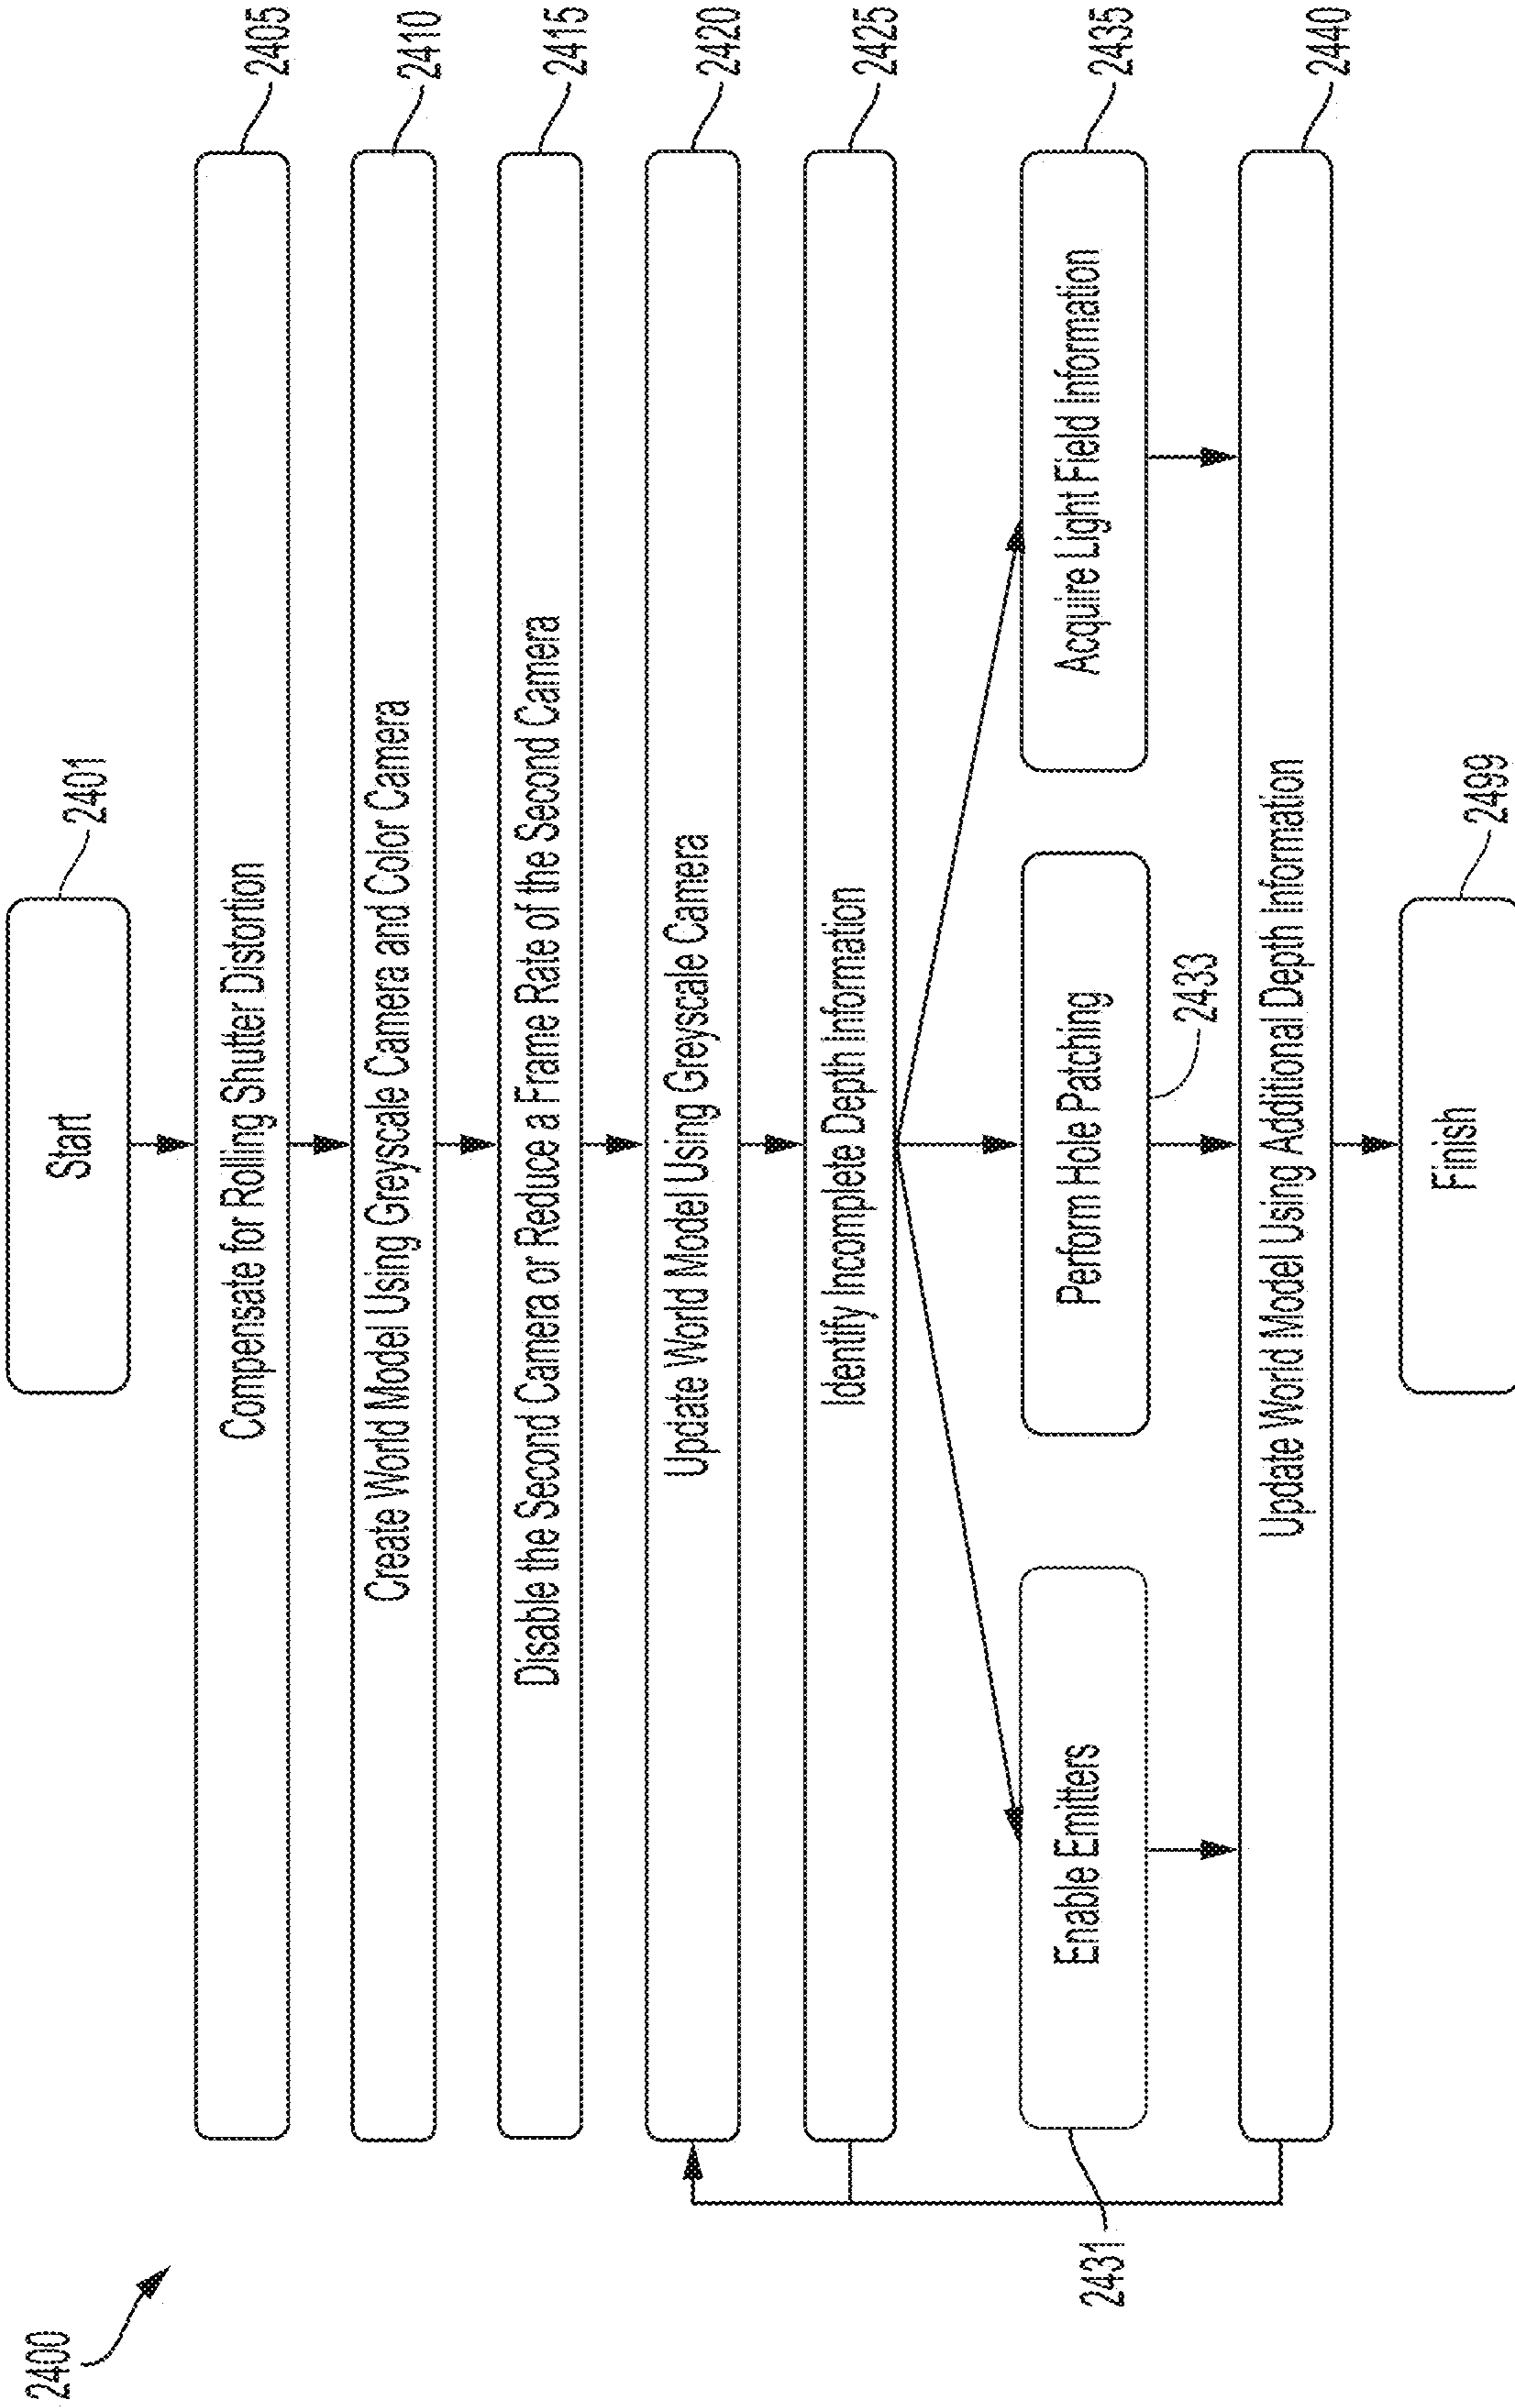 2400
Start
2401
Compensate for Rolling Shutter Distortion
2405
Create World Model Using Greyscale Camera and Color Camera
2410
Disable the Second Camera or Reduce a Frame Rate of the Second Camera
2415
Update World Model Using Greyscale Camera
2420
Identify Incomplete Depth Information
2425
Enable Emitters
2431
Perform Hole Patching
2433
Acquire Light Field Information
2435
Update World Model Using Additional Depth Information
2440
Finish
2499